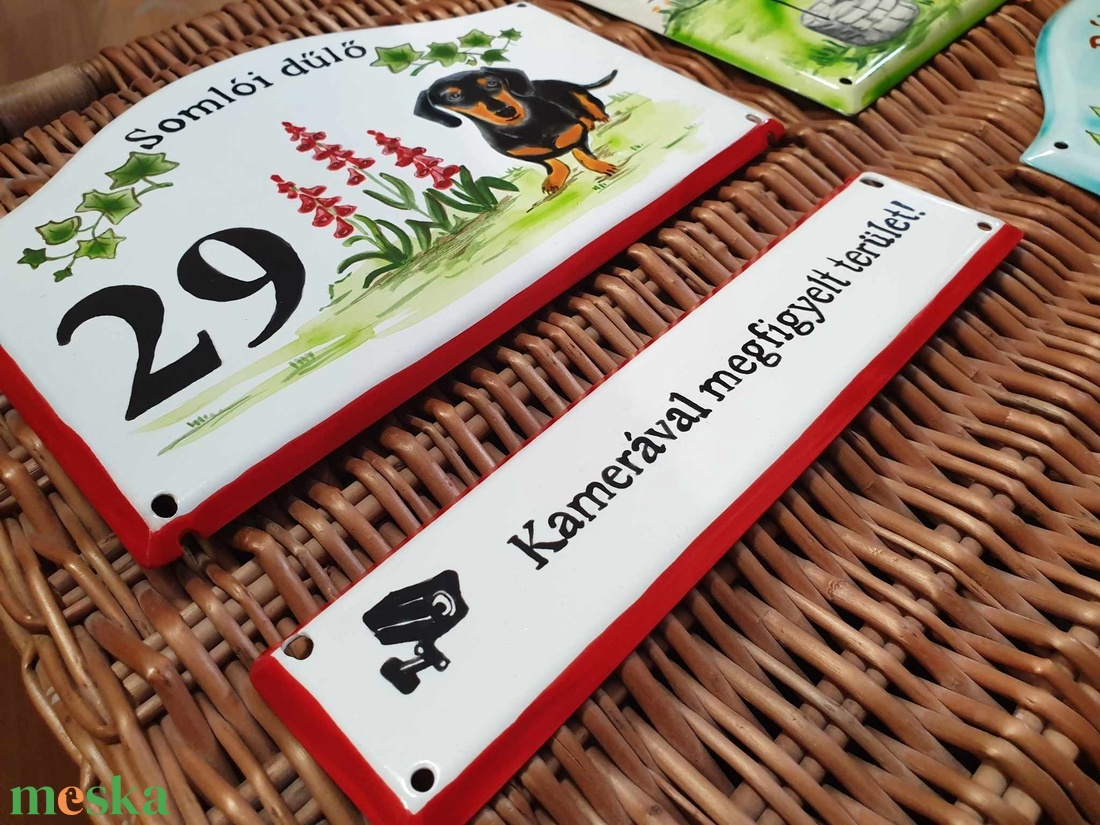 Somlói dűlő
29
Kamerával megfigyelt terület!
meska